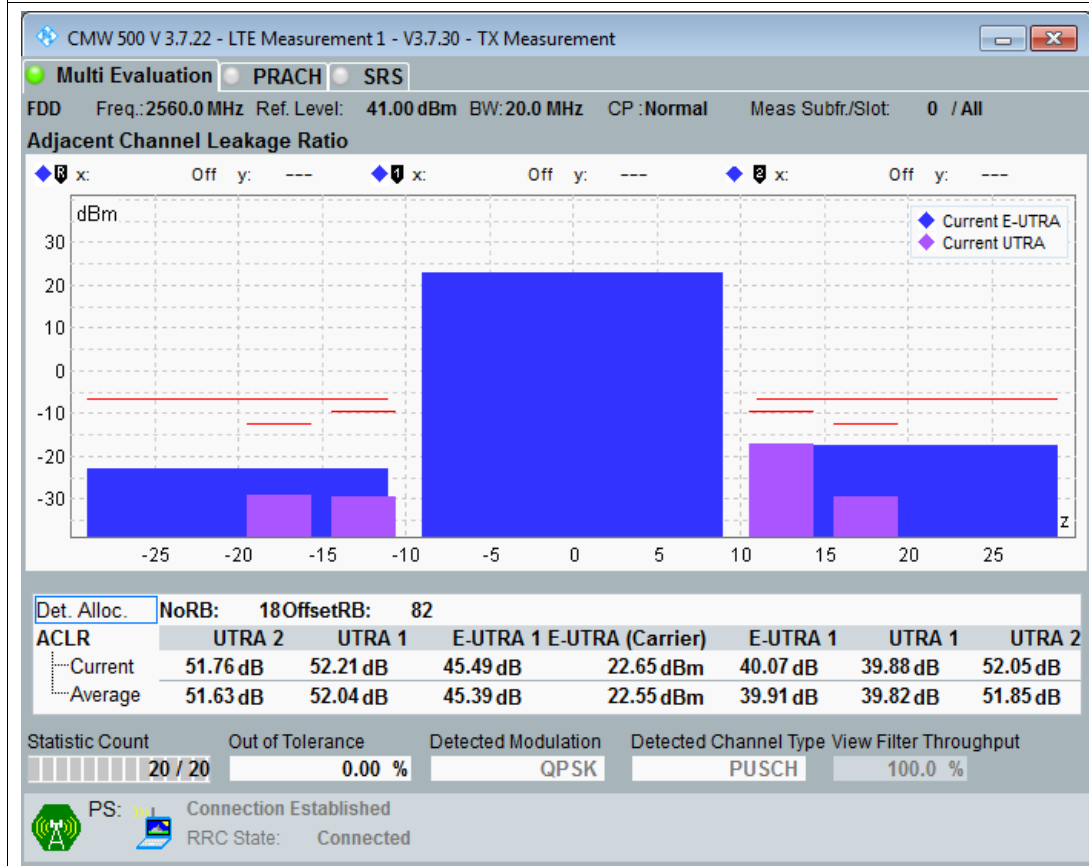 CMW 500 V 3.7.22 - LTE Measurement 1 - V3.7.30 - TX Measurement
Multi Evaluation PRACH SRS
FDD Freq.: 2560.0 MHz Ref. Level: 41.00 dBm BW: 20.0 MHz CP : Normal Meas Subfr./Slot: 0 / All
Adjacent Channel Leakage Ratio
R x: Off y: --- 1 x: Off y: --- 2 x: Off y: ---
dBm
Current E-UTRA
Current UTRA
30
20
10
0
-10
-20
-30
z
-25 -20 -15 -10 -5 0 5 10 15 20 25
Det. Alloc. NoRB: 18 OffsetRB: 82
ACLR UTRA 2 UTRA 1 E-UTRA 1 E-UTRA (Carrier) E-UTRA 1 UTRA 1 UTRA 2
Current 51.76 dB 52.21 dB 45.49 dB 22.65 dBm 40.07 dB 39.88 dB 52.05 dB
Average 51.63 dB 52.04 dB 45.39 dB 22.55 dBm 39.91 dB 39.82 dB 51.85 dB
Statistic Count Out of Tolerance Detected Modulation Detected Channel Type View Filter Throughput
20 / 20 0.00 % QPSK PUSCH 100.0 %
PS: Connection Established
RRC State: Connected